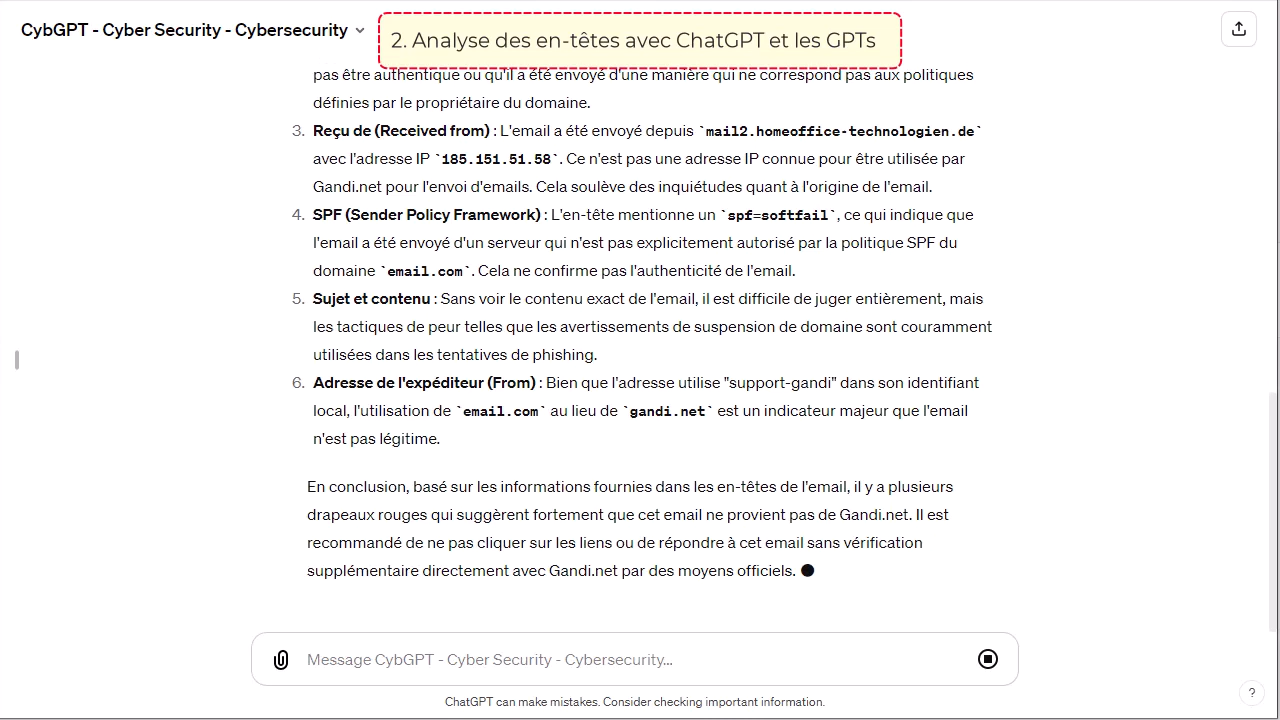 CybGPT - Cyber Security - Cybersecurity
2. Analyse des en-têtes avec ChatGPT et les GPTs
pas être authentique ou qu'il a été envoyé d'une manière qui ne correspond pas aux politiques
définies par le propriétaire du domaine.
3. Reçu de (Received from) : L'email a été envoyé depuis `mail2.homeoffice-technologien.de`
avec l'adresse IP `185.151.51.58`. Ce n'est pas une adresse IP connue pour être utilisée par
Gandi.net pour l'envoi d'emails. Cela soulève des inquiétudes quant à l'origine de l'email.
4. SPF (Sender Policy Framework) : L'en-tête mentionne un `spf=softfail`, ce qui indique que
l'email a été envoyé d'un serveur qui n'est pas explicitement autorisé par la politique SPF du
domaine `email.com`. Cela ne confirme pas l'authenticité de l'email.
5. Sujet et contenu : Sans voir le contenu exact de l'email, il est difficile de juger entièrement, mais
les tactiques de peur telles que les avertissements de suspension de domaine sont couramment
utilisées dans les tentatives de phishing.
6. Adresse de l'expéditeur (From) : Bien que l'adresse utilise "support-gandi" dans son identifiant
local, l'utilisation de `email.com` au lieu de `gandi.net` est un indicateur majeur que l'email
n'est pas légitime.
En conclusion, basé sur les informations fournies dans les en-têtes de l'email, il y a plusieurs
drapeaux rouges qui suggèrent fortement que cet email ne provient pas de Gandi.net. Il est
recommandé de ne pas cliquer sur les liens ou de répondre à cet email sans vérification
supplémentaire directement avec Gandi.net par des moyens officiels.
Message CybGPT - Cyber Security - Cybersecurity...
ChatGPT can make mistakes. Consider checking important information.
?